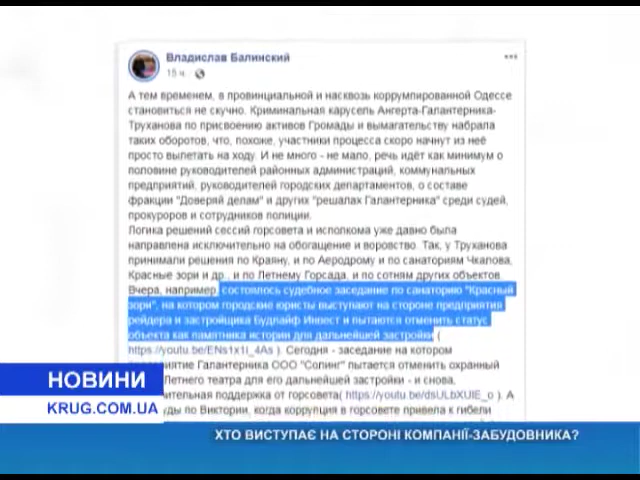 Владислав Балинский
15 ч.
А тем временем, в провинциальной и насквозь коррумпированной Одессе
становиться не скучно. Криминальная карусель Ангерта-Галантерника-
Труханова по присвоению активов Громады и вымагательству набрала
таких оборотов, что, похоже, участники процесса скоро начнут из неё
просто вылетать на ходу. И не много - не мало, речь идёт как минимум о
половине руководителей районных администраций, коммунальных
предприятий, руководителей городских департаментов, о составе
фракции "Доверяй делам" и других "решалах Галантерника" среди судей,
прокуроров и сотрудников полиции.
Логика решений сессий горсовета и исполкома уже давно была
направлена исключительно на обогащение и воровство. Так, у Труханова
принимали решения по Краяну, и по Аеродрому и по санаториям Чкалова,
Красные зори и др., и по Летнему Горсада, и по сотням других объектов.
Вчера, например, состоялось судебное заседание по санаторию "Красный
зори", на котором городские юристы выступают на стороне предприятия
рейдера и застройщика Будлайф Инвест и пытаются отменить статус
объекта как памятника истории для дальнейшей застройки (
https://youtu.be/ENs1x1i_4As ). Сегодня - заседание на котором
приятие Галантерника ООО "Солинг" пытается отменить охранный
Летнего театра для его дальнейшей застройки - и снова,
ительная поддержка от горсовета( https://youtu.be/dsULbXUIE_o ). А
уды по Виктории, когда коррупция в горсовете привела к гибели
НОВИНИ
KRUG.COM.UA
ХТО ВИСТУПАЄ НА СТОРОНІ КОМПАНІЇ-ЗАБУДОВНИКА?